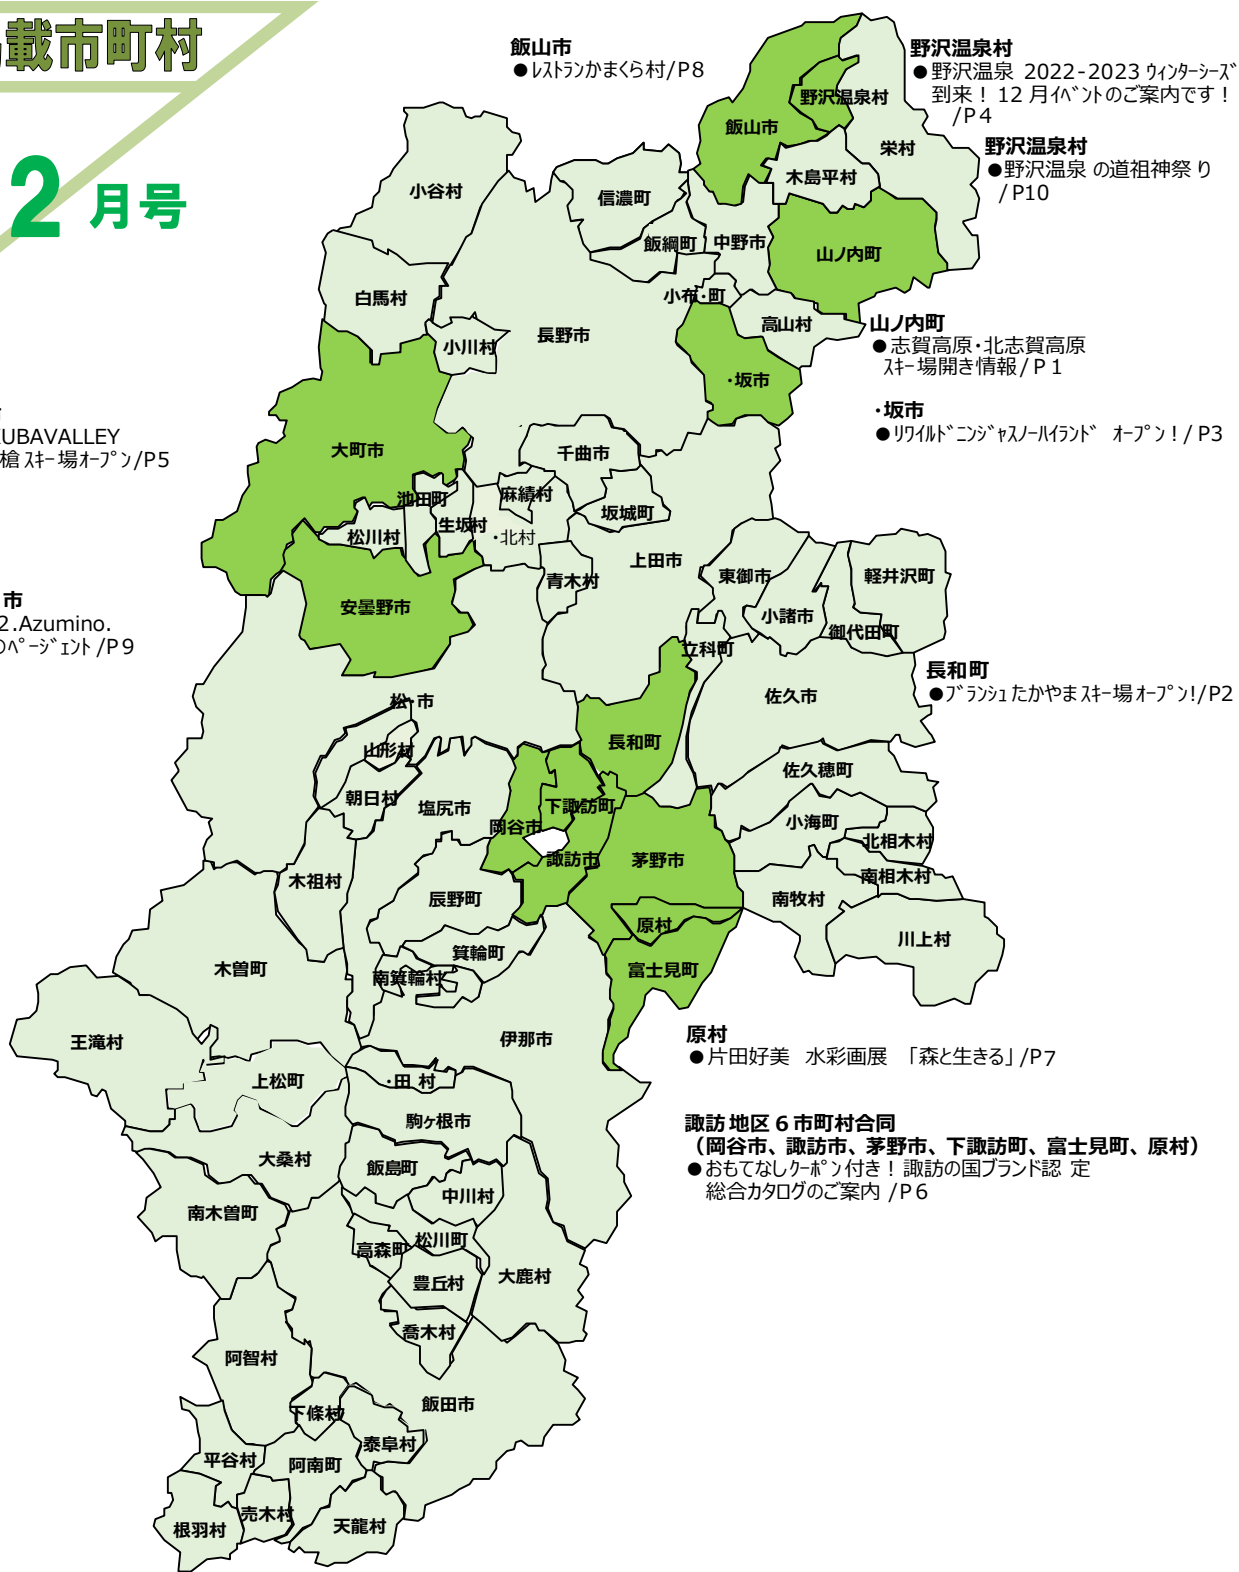 載市町村
2月号
飯山市
●レストランかまくら村/P8
野沢温泉村
●野沢温泉 2022-2023 ウィンターシーズ
到来！12月イベントのご案内です！
/P4
野沢温泉村
●野沢温泉の道祖神祭り
/P10
山ノ内町
●志賀高原・北志賀高原
スキー場開き情報/P1
・坂市
●リワイルドニンジャスノーハイランド オープン！/P3
UBAVALLEY
槍スキー場オープン/P5
市
2.Azumino.
のページェント/P9
長和町
●ブランシュたかやまスキー場オープン!/P2
原村
●片田好美 水彩画展 「森と生きる」/P7
諏訪地区6市町村合同
（岡谷市、諏訪市、茅野市、下諏訪町、富士見町、原村）
●おもてなしクーポン付き！諏訪の国ブランド認 定
総合カタログのご案内 /P6
野沢温泉村
飯山市
栄村
木島平村
小谷村
信濃町
飯綱町
中野市
山ノ内町
白馬村
小布・町
高山村
長野市
小川村
・坂市
大町市
千曲市
池田町
麻績村
坂城町
生坂村
松川村
・北村
上田市
青木村
東御市
軽井沢町
安曇野市
小諸市
御代田町
立科町
佐久市
松・市
長和町
山形村
佐久穂町
朝日村
塩尻市
下諏訪町
岡谷市
小海町
北相木村
諏訪市
茅野市
木祖村
南相木村
辰野町
南牧村
原村
川上村
箕輪町
木曽町
富士見町
南箕輪村
王滝村
伊那市
上松町
・田 村
駒ヶ根市
大桑村
飯島町
中川村
南木曽町
松川町
高森町
大鹿村
豊丘村
喬木村
阿智村
飯田市
下條村
泰阜村
平谷村
阿南町
売木村
天龍村
根羽村